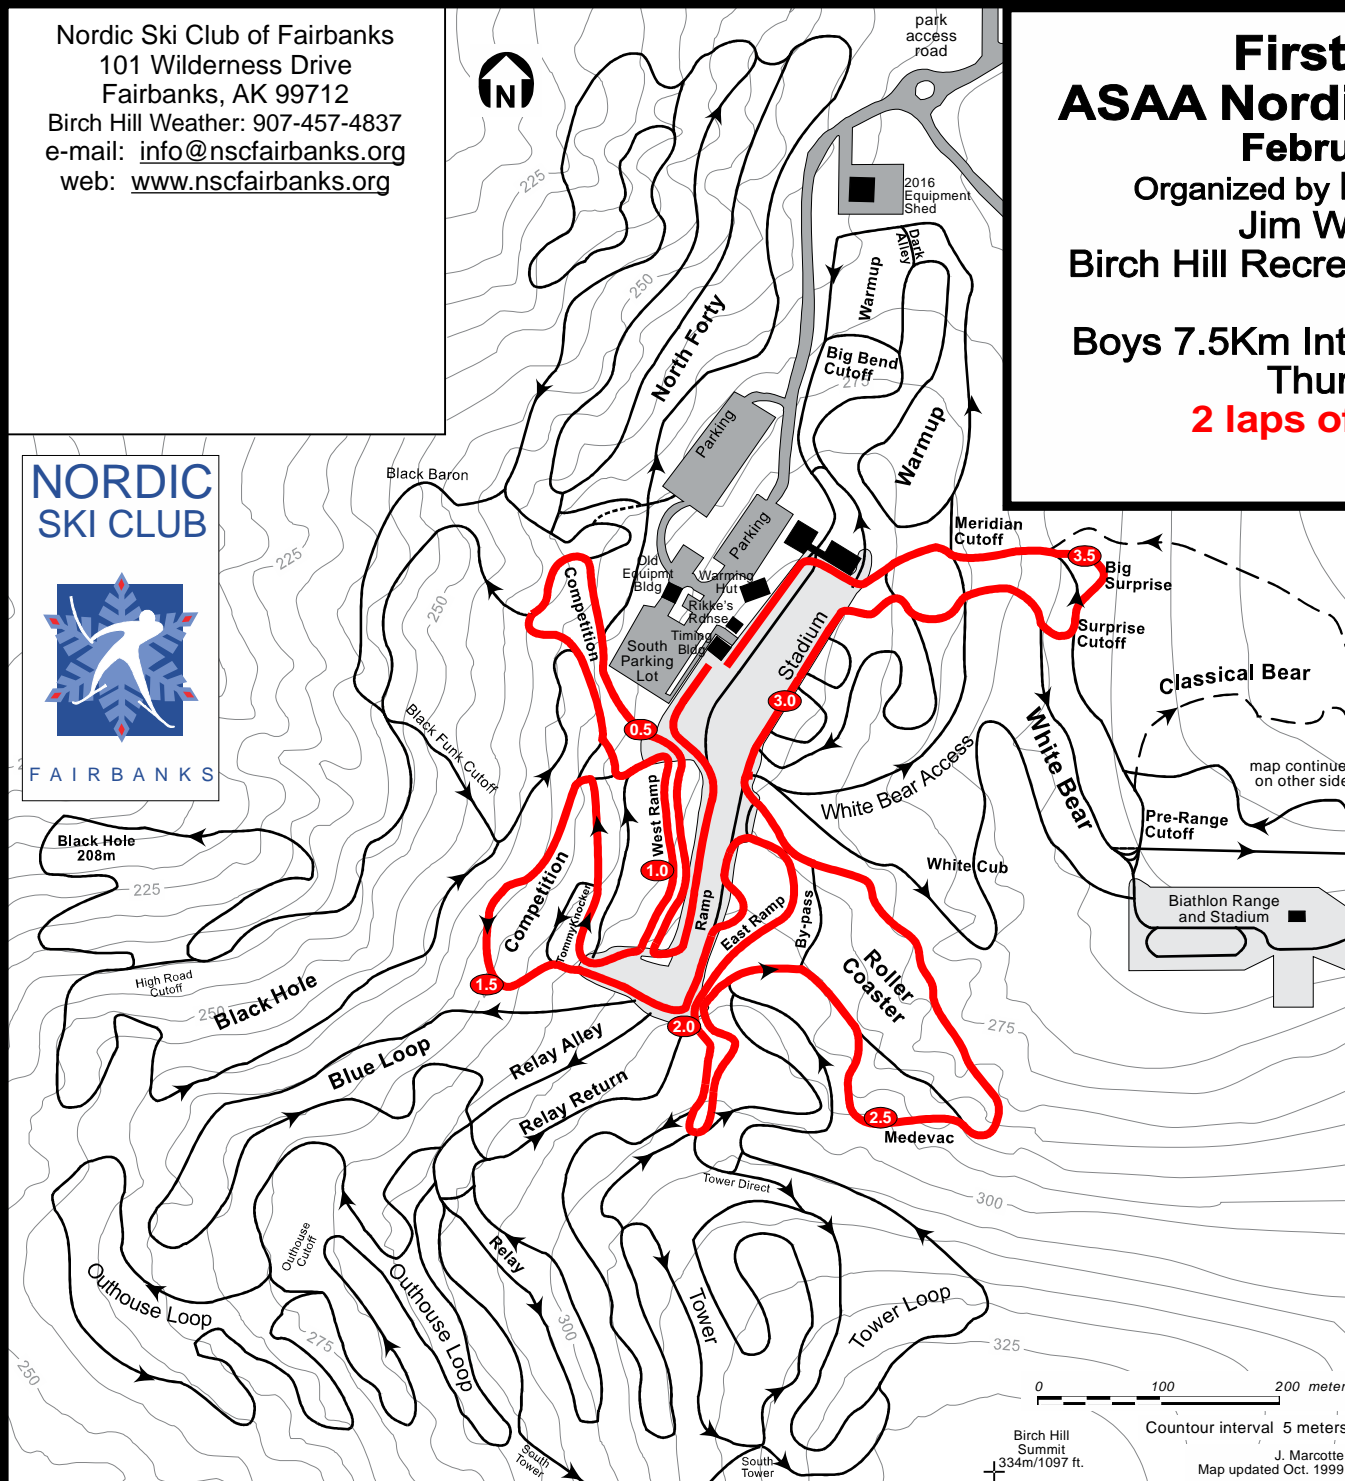 Nordic Ski Club of Fairbanks
101 Wilderness Drive
Fairbanks, AK 99712
Birch Hill Weather: 907-457-4837
e-mail: info@nscfairbanks.org
web: www.nscfairbanks.org
N
park
access
road
First
ASAA Nordi
Febru
Organized by
Jim W
Birch Hill Recre
Boys 7.5Km Int
Thur
2 laps of
2016
Equipment
Shed
Dark
Alley
Warmup
Big Bend
Cutoff
275
225
250
North Forty
Parking
Warmup
NORDIC
SKI CLUB
FAIRBANKS
Black Baron
225
250
Competition
Old
Equipmt
Bldg
Parking
Warming
Hut
Rikke's
Rdnse
Timing
Bldg
South
Parking
Lot
Stadium
Meridian
Cutoff
3.5
Big
Surprise
Surprise
Cutoff
Classical Bear
3.0
0.5
Black Funk Cutoff
White Bear Access
White Bear
map continue
on other side
Pre-Range
Cutoff
White Cub
Biathlon Range
and Stadium
Black Hole
208m
225
West Ramp
1.0
Competition
TommyKnocker
Ramp
East Ramp
By-pass
Roller
Coaster
275
High Road
Cutoff
250
Black Hole
1.5
2.0
Blue Loop
Relay Alley
Relay Return
2.5
Medevac
Tower Direct
300
Outhouse
Cutoff
Relay
Outhouse Loop
Outhouse Loop
275
250
300
Tower
Tower Loop
325
South
Tower
South
Tower
0 100 200 meter
Countour interval 5 meters
Birch Hill
Summit
334m/1097 ft.
J. Marcotte
Map updated Oct. 1999